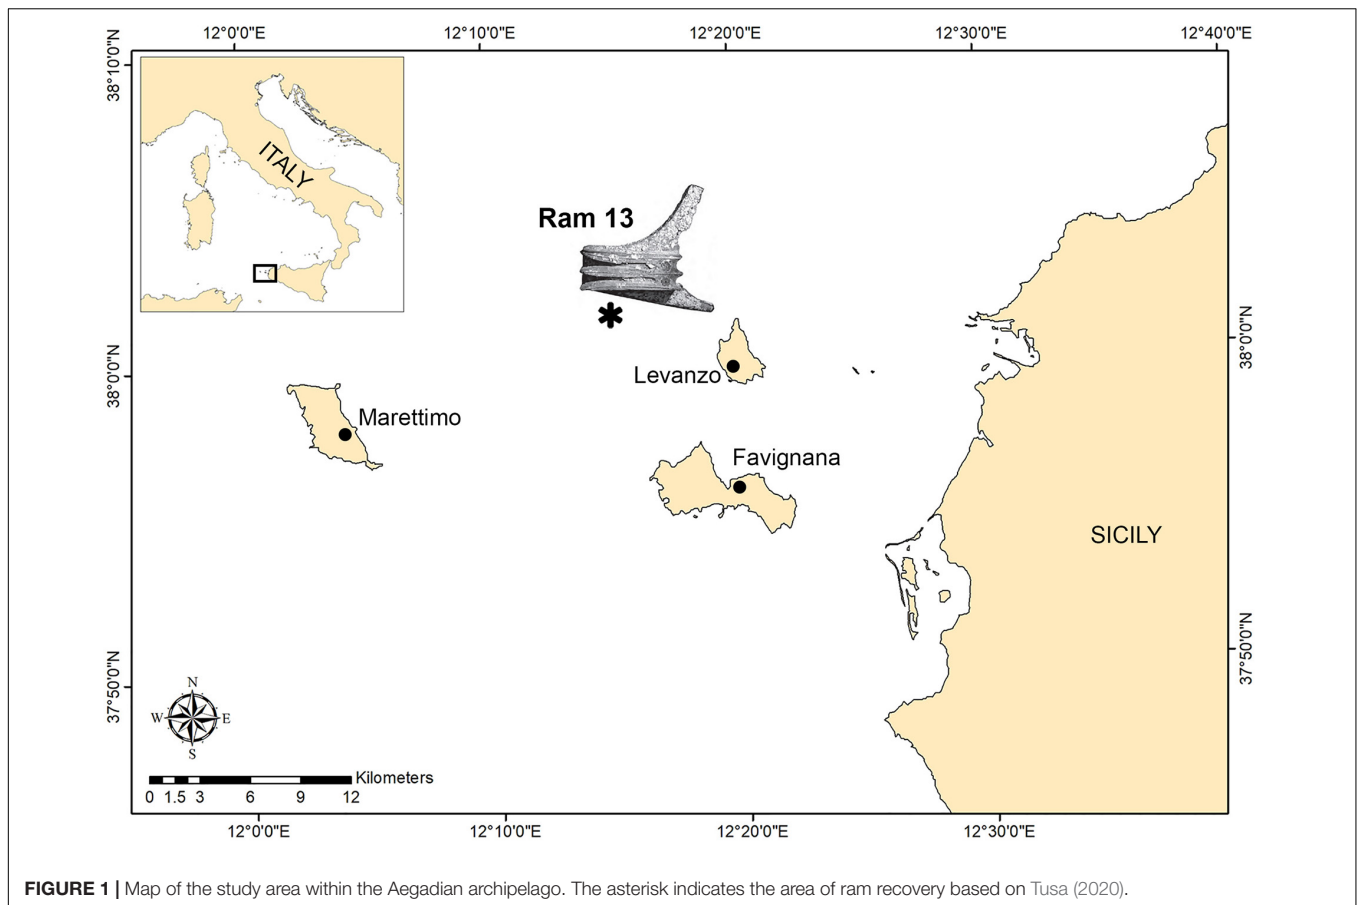 12°0'0"E
12°10'0"E
12°20'0"E
12°30'0"E
12°40'0"E
38°10'0"N
ITALY
Ram 13
*
38°0'0"N
38°0'0"N
Levanzo
Marettimo
Favignana
SICILY
37°50'0"N
37°50'0"N
N
W E
S
Kilometers
0 1.5 3 6 9 12
12°0'0"E
12°10'0"E
12°20'0"E
12°30'0"E
FIGURE 1 | Map of the study area within the Aegadian archipelago. The asterisk indicates the area of ram recovery based on Tusa (2020).